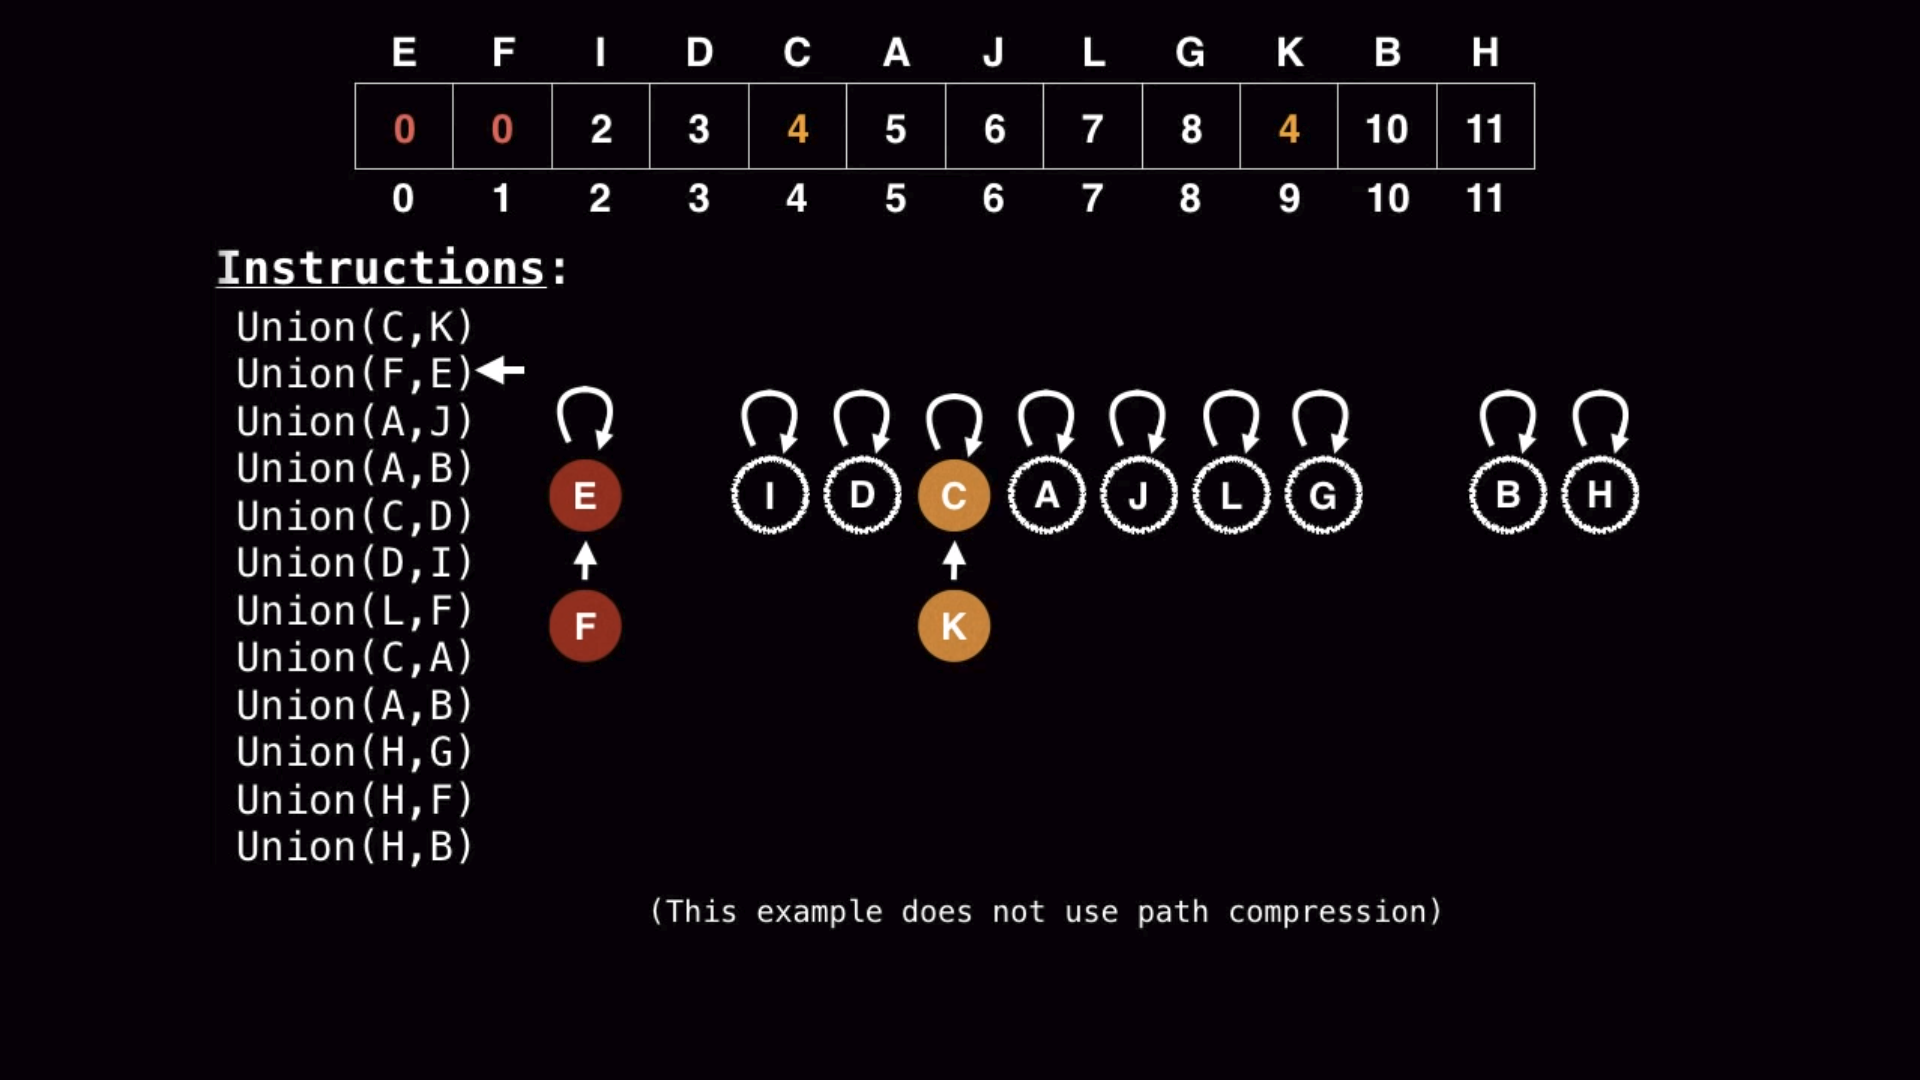 E F I D C A J L G K B H
0 0 2 3 4 5 6 7 8 4 10 11
0 1 2 3 4 5 6 7 8 9 10 11
Instructions:
Union(C,K)
Union(F,E)
Union(A,J)
Union(A,B)
Union(C,D)
Union(D,I)
Union(L,F)
Union(C,A)
Union(A,B)
Union(H,G)
Union(H,F)
Union(H,B)
E I D C A J L G B H
F K
(This example does not use path compression)